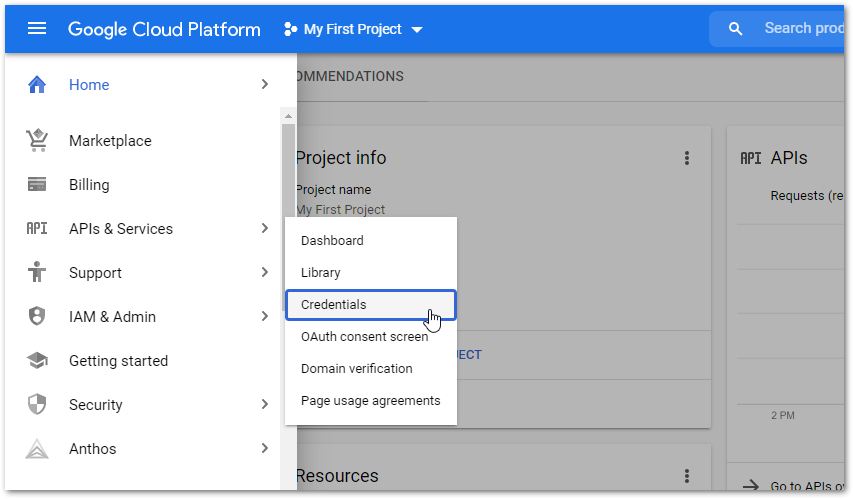 Google Cloud Platform
My First Project
Search prod
Home
Marketplace
Billing
API
APIs & Services
Support
IAM & Admin
Getting started
Security
Anthos
Dashboard
Library
Credentials
OAuth consent screen
Domain verification
Page usage agreements
OMMENDATIONS
Project info
Project name
My First Project
JECT
Resources
API
APIs
Requests (re
2 PM
Go to APIs ov